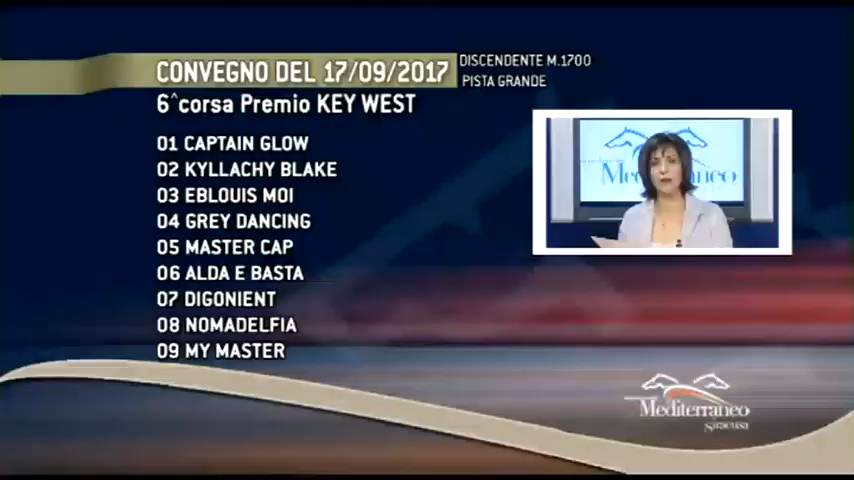 CONVEGNO DEL 17/09/2017
DISCENDENTE M.1700
PISTA GRANDE
6^corsa Premio KEY WEST
01 CAPTAIN GLOW
02 KYLLACHY BLAKE
03 EBLOUIS MOI
04 GREY DANCING
05 MASTER CAP
06 ALDA E BASTA
07 DIGONIENT
08 NOMADELFIA
09 MY MASTER
Mediterraneo
Mediterraneo
Siracusa